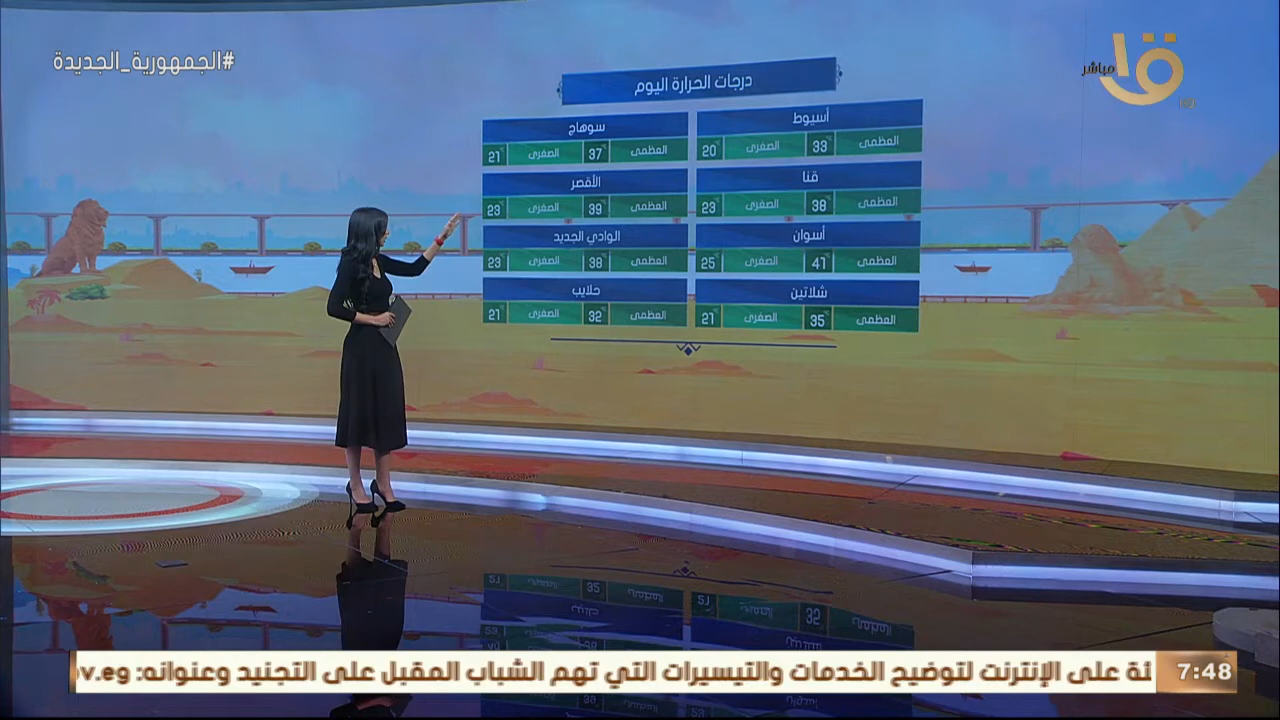 #الجمهورية_الجديدة
مباشر
درجات الحرارة اليوم
أسيوط
العظمى 33 الصغرى 20
سوهاج
العظمى 37 الصغرى 21
قنا
العظمى 38 الصغرى 23
الأقصر
العظمى 39 الصغرى 23
أسوان
العظمى 41 الصغرى 25
الوادي الجديد
العظمى 38 الصغرى 23
شلاتين
العظمى 35 الصغرى 21
حلايب
العظمى 32 الصغرى 21
7:48
ئة على الإنترنت لتوضيح الخدمات والتيسيرات التي تهم الشباب المقبل على التجنيد وعنوانه: ov.eg